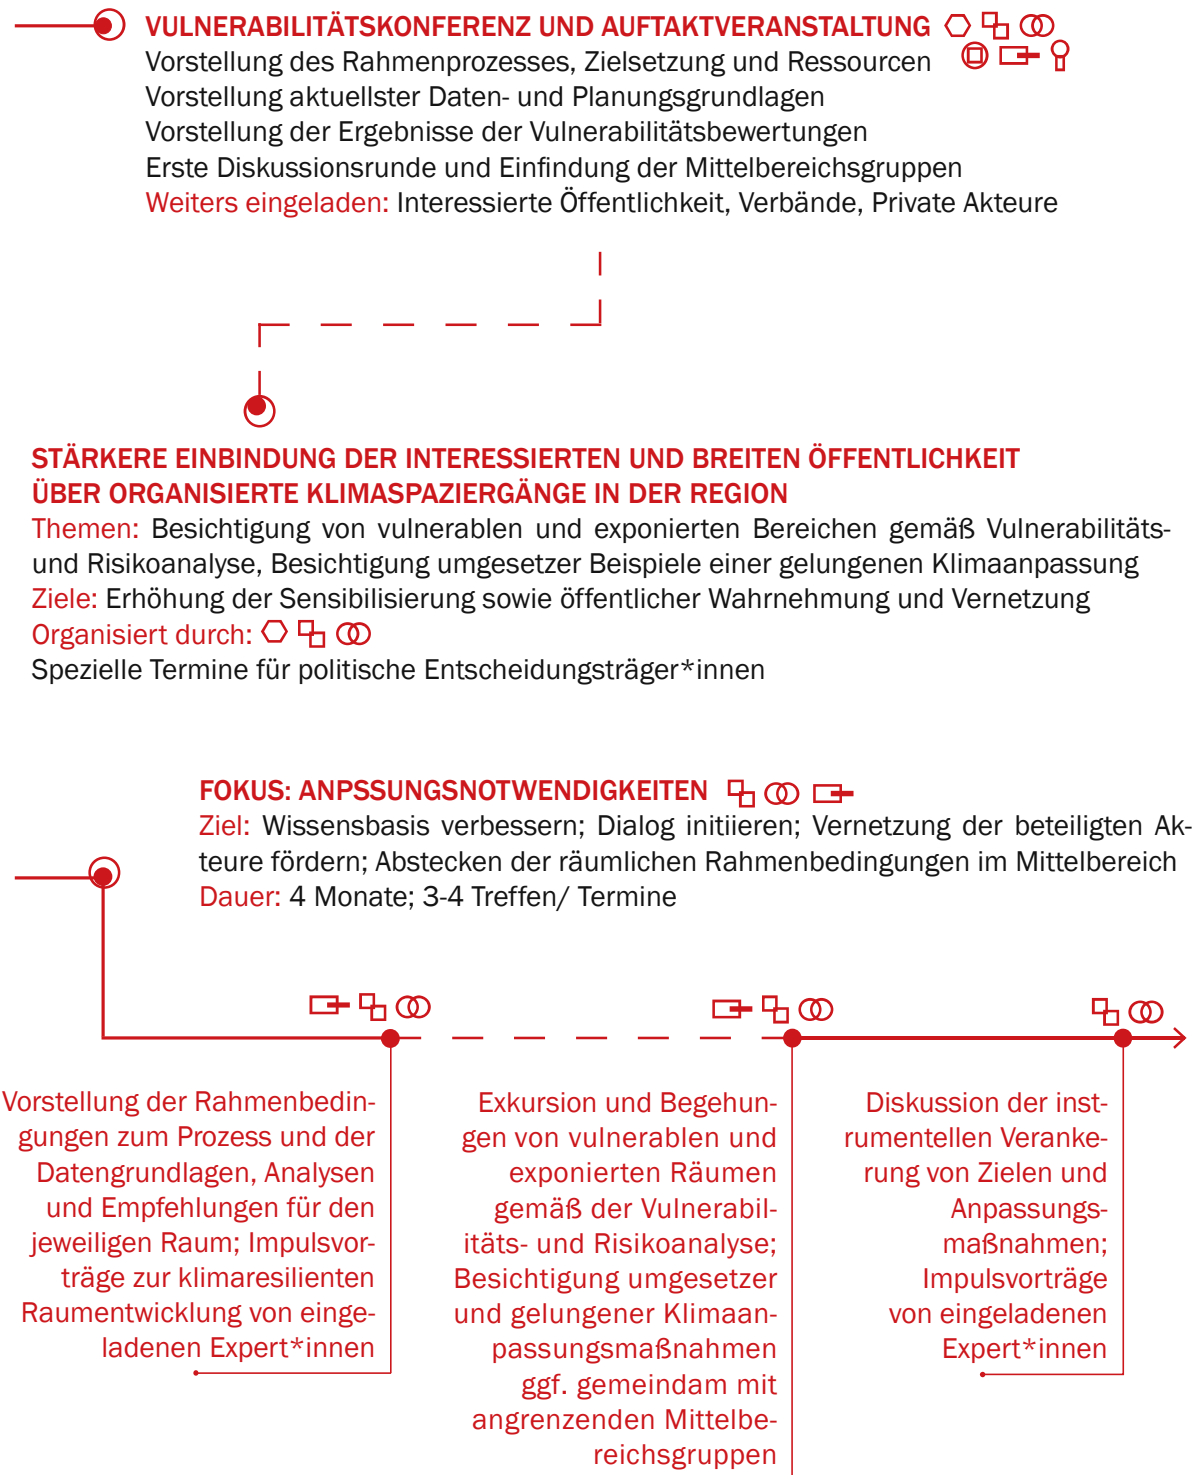 VULNERABILITÄTSKONFERENZ UND AUFTAKTVERANSTALTUNG
Vorstellung des Rahmenprozesses, Zielsetzung und Ressourcen
Vorstellung aktuellster Daten- und Planungsgrundlagen
Vorstellung der Ergebnisse der Vulnerabilitätsbewertungen
Erste Diskussionsrunde und Einfindung der Mittelbereichsgruppen
Weiters eingeladen: Interessierte Öffentlichkeit, Verbände, Private Akteure
STÄRKERE EINBINDUNG DER INTERESSIERTEN UND BREITEN ÖFFENTLICHKEIT
ÜBER ORGANISIERTE KLIMASPAZIERGÄNGE IN DER REGION
Themen: Besichtigung von vulnerablen und exponierten Bereichen gemäß Vulnerabilitäts-
und Risikoanalyse, Besichtigung umgesetzer Beispiele einer gelungenen Klimaanpassung
Ziele: Erhöhung der Sensibilisierung sowie öffentlicher Wahrnehmung und Vernetzung
Organisiert durch:
Spezielle Termine für politische Entscheidungsträger*innen
FOKUS: ANPSSUNGSNOTWENDIGKEITEN
Ziel: Wissensbasis verbessern; Dialog initiieren; Vernetzung der beteiligten Ak-
teure fördern; Abstecken der räumlichen Rahmenbedingungen im Mittelbereich
Dauer: 4 Monate; 3-4 Treffen/ Termine
Vorstellung der Rahmenbedin-
gungen zum Prozess und der
Datengrundlagen, Analysen
und Empfehlungen für den
jeweiligen Raum; Impulsvor-
träge zur klimaresilienten
Raumentwicklung von einge-
ladenen Expert*innen
Exkursion und Begehun-
gen von vulnerablen und
exponierten Räumen
gemäß der Vulnerabil-
itäts- und Risikoanalyse;
Besichtigung umgesetzer
und gelungener Klimaan-
passungsmaßnahmen
ggf. gemeindam mit
angrenzenden Mittelbe-
reichsgruppen
Diskussion der inst-
rumentellen Veranke-
rung von Zielen und
Anpassungs-
maßnahmen;
Impulsvorträge
von eingeladenen
Expert*innen